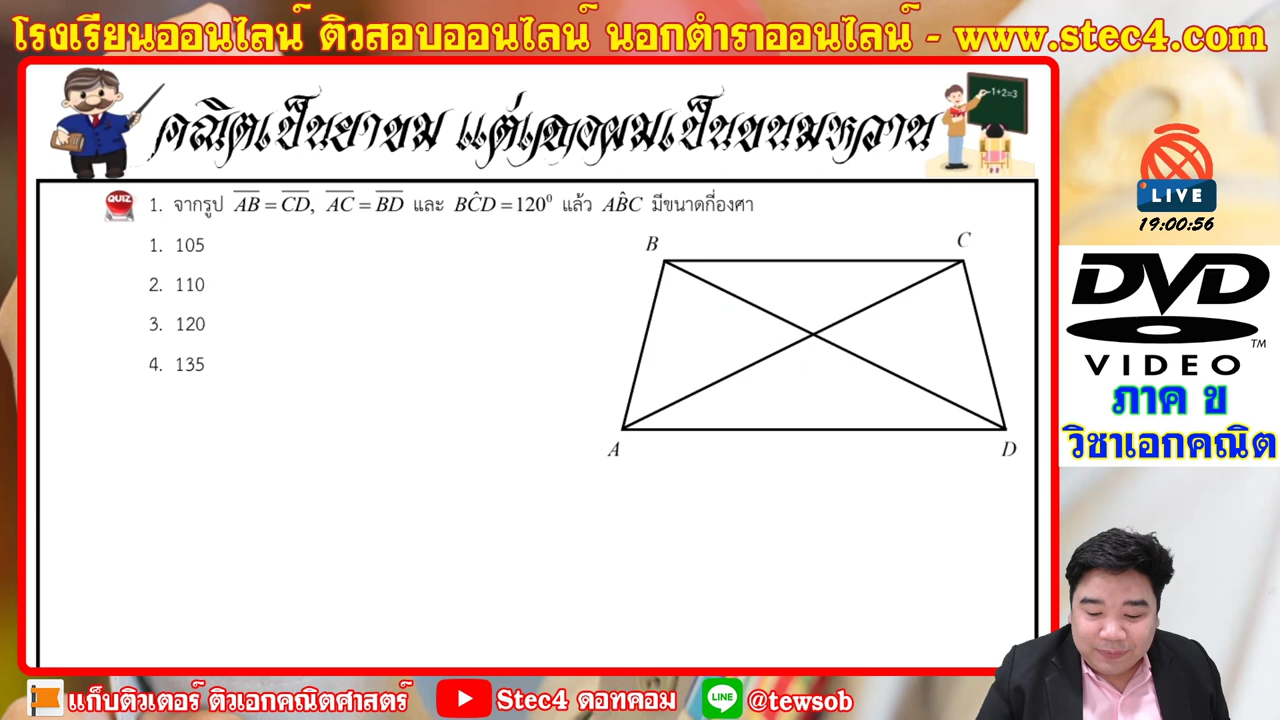 โรงเรียนออนไลน์ ติวสอบออนไลน์ นอกตำราออนไลน์ - www.stec4.com
คณิตเป็นยาขม แต่เธอผมเป็นขนมหวาน
-1+2=3
QUIZ 1. จากรูป A̅B̅ = C̅D̅, A̅C̅ = B̅D̅ และ BĈD = 120⁰ แล้ว AB̂C มีขนาดกี่องศา
1. 105
2. 110
3. 120
4. 135
B C
A D
LIVE
19:00:56
DVD
TM
VIDEO
ภาค ข
วิชาเอกคณิต
แก็บติวเตอร์ ติวเอกคณิตศาสตร์ Stec4 ดอทคอม LINE @tewsob